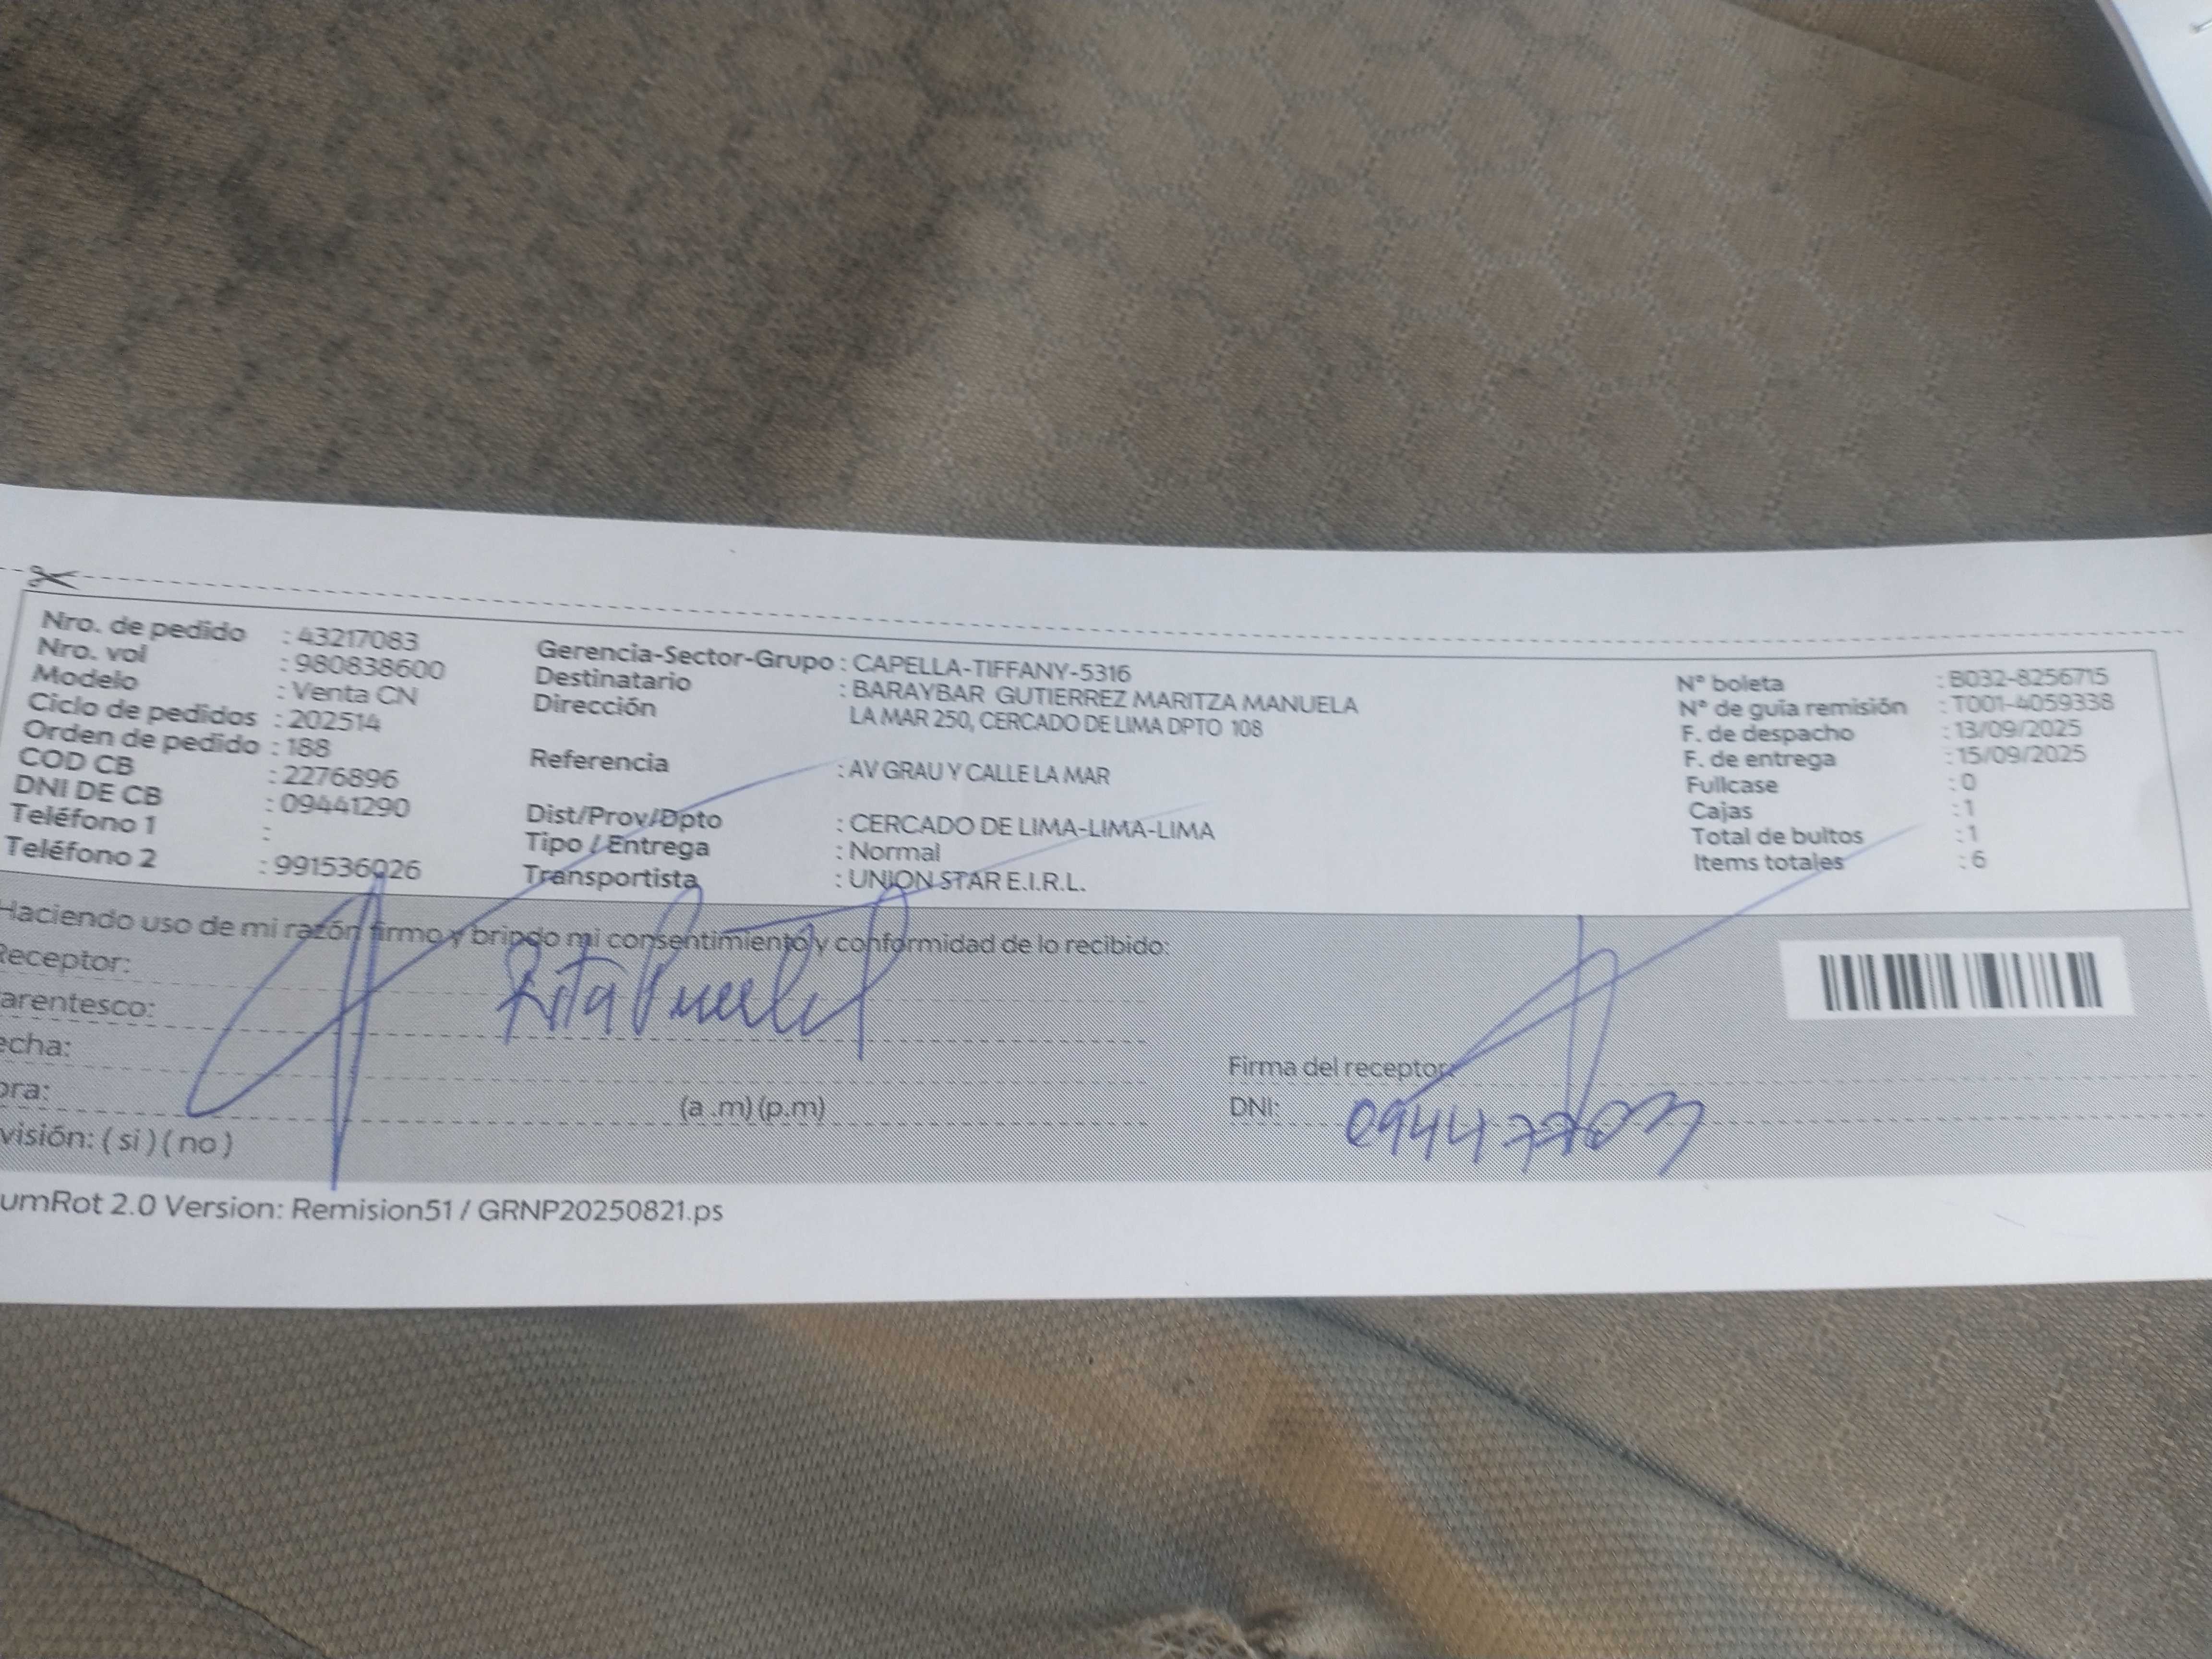 Nro. de pedido : 43217083
Nro. vol : 980838600
Modelo : Venta CN
Ciclo de pedidos : 202514
Orden de pedido : 188
COD CB : 2276896
DNI DE CB : 09441290
Teléfono 1 :
Teléfono 2 : 991536026
Gerencia-Sector-Grupo : CAPELLA-TIFFANY-5316
Destinatario : BARAYBAR GUTIERREZ MARITZA MANUELA
Dirección LA MAR 250, CERCADO DE LIMA DPTO 108
Referencia : AV GRAU Y CALLE LA MAR
Dist/Prov/Dpto : CERCADO DE LIMA-LIMA-LIMA
Tipo / Entrega : Normal
Transportista : UNION STAR E.I.R.L.
N° boleta : B032-8256715
N° de guia remisión : T001-4059338
F. de despacho : 13/09/2025
F. de entrega : 15/09/2025
Fullcase : 0
Cajas : 1
Total de bultos : 1
Items totales : 6
Haciendo uso de mi razón firmo y brindo mi consentimiento y conformidad de lo recibido:
Receptor: Rita
arentesco:
echa:
ora: (a .m) (p.m)
visión: ( si ) ( no )
Firma del receptor:
DNI: 09447703
umRot 2.0 Version: Remision51 / GRNP20250821.ps